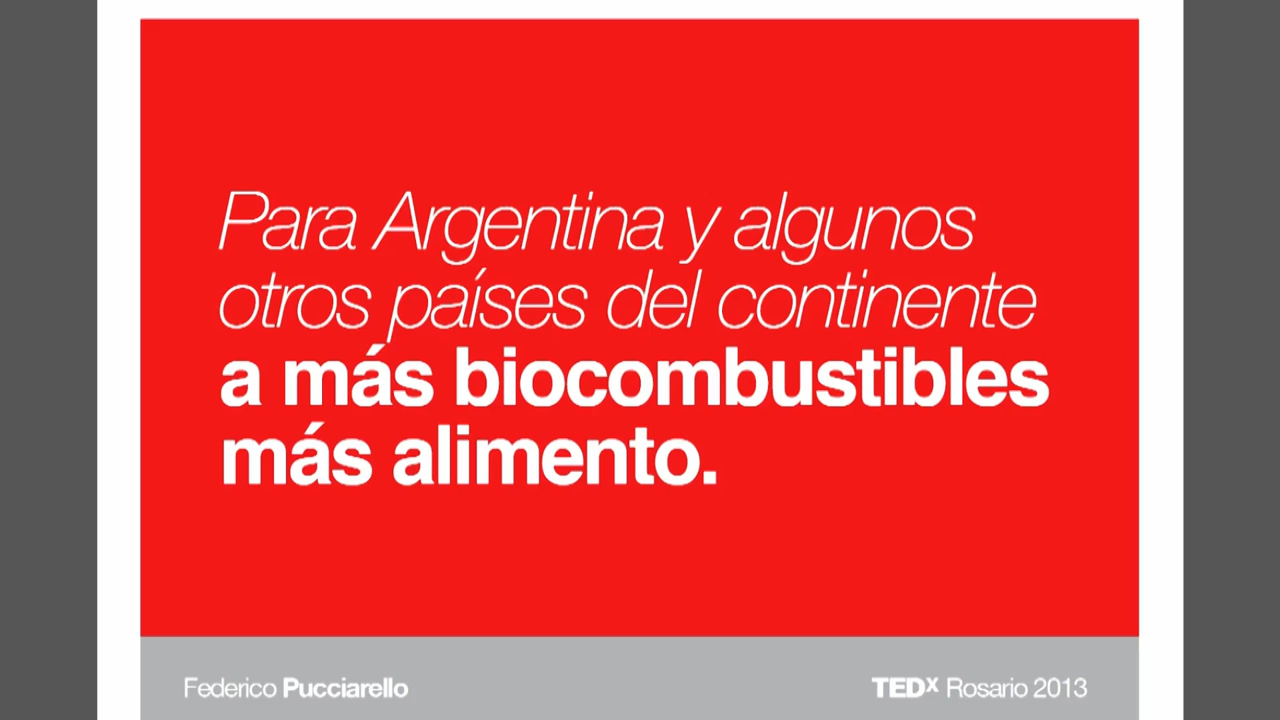 Para Argentina y algunos
otros países del continente
a más biocombustibles
más alimento.
Federico Pucciarello
TEDx Rosario 2013